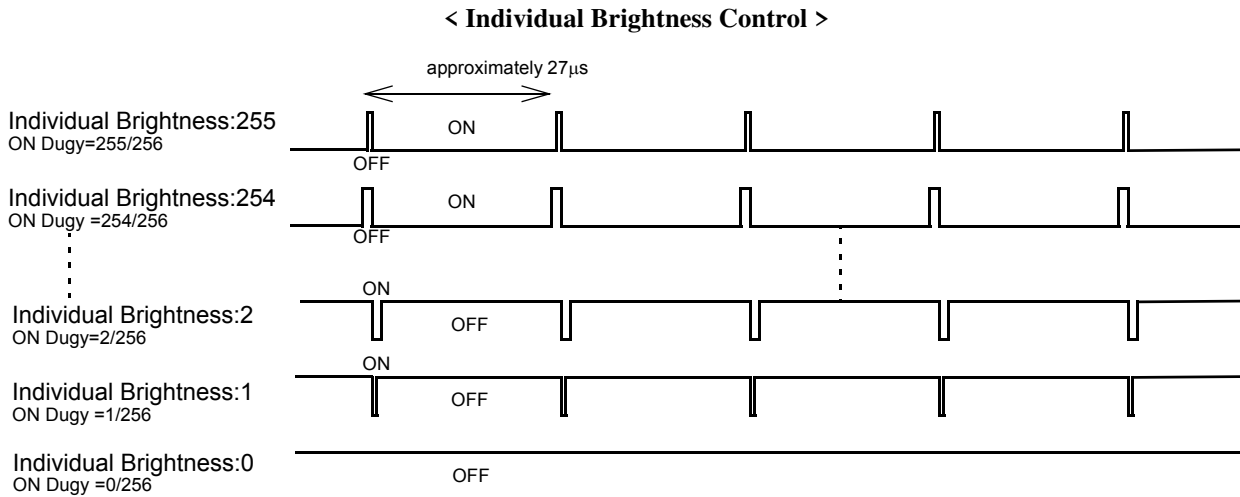 < Individual Brightness Control >
approximately 27μs
Individual Brightness:255
ON
ON Dugy=255/256
OFF
Individual Brightness:254
ON
ON Dugy =254/256
OFF
ON
Individual Brightness:2
OFF
ON Dugy=2/256
ON
Individual Brightness:1
OFF
ON Dugy =1/256
Individual Brightness:0
OFF
ON Dugy =0/256